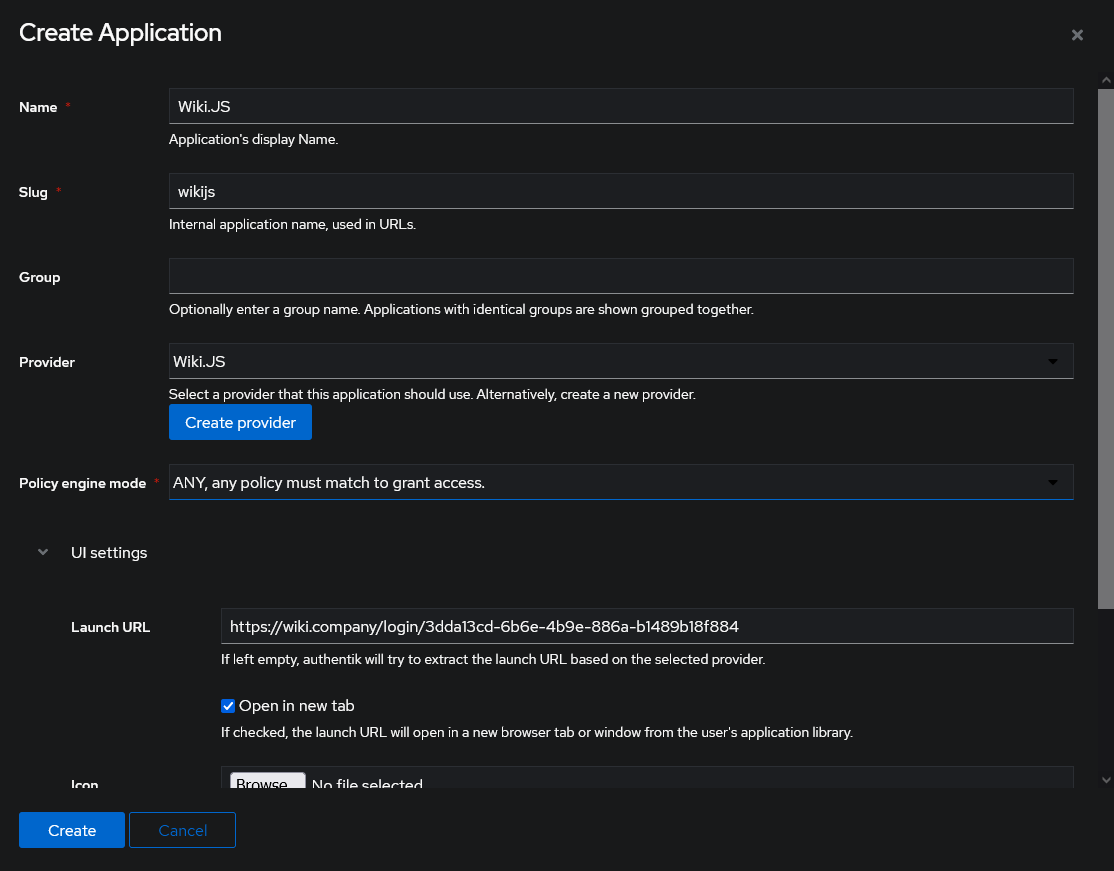 Create Application
Name *
Wiki.JS
Application's display Name.
Slug *
wikijs
Internal application name, used in URLs.
Group
Optionally enter a group name. Applications with identical groups are shown grouped together.
Provider
Wiki.JS
Select a provider that this application should use. Alternatively, create a new provider.
Create provider
Policy engine mode *
ANY, any policy must match to grant access.
UI settings
Launch URL
https://wiki.company/login/3dda13cd-6b6e-4b9e-886a-b1489b18f884
If left empty, authentik will try to extract the launch URL based on the selected provider.
Open in new tab
If checked, the launch URL will open in a new browser tab or window from the user's application library.
Icon
Browse... No file selected.
Create
Cancel